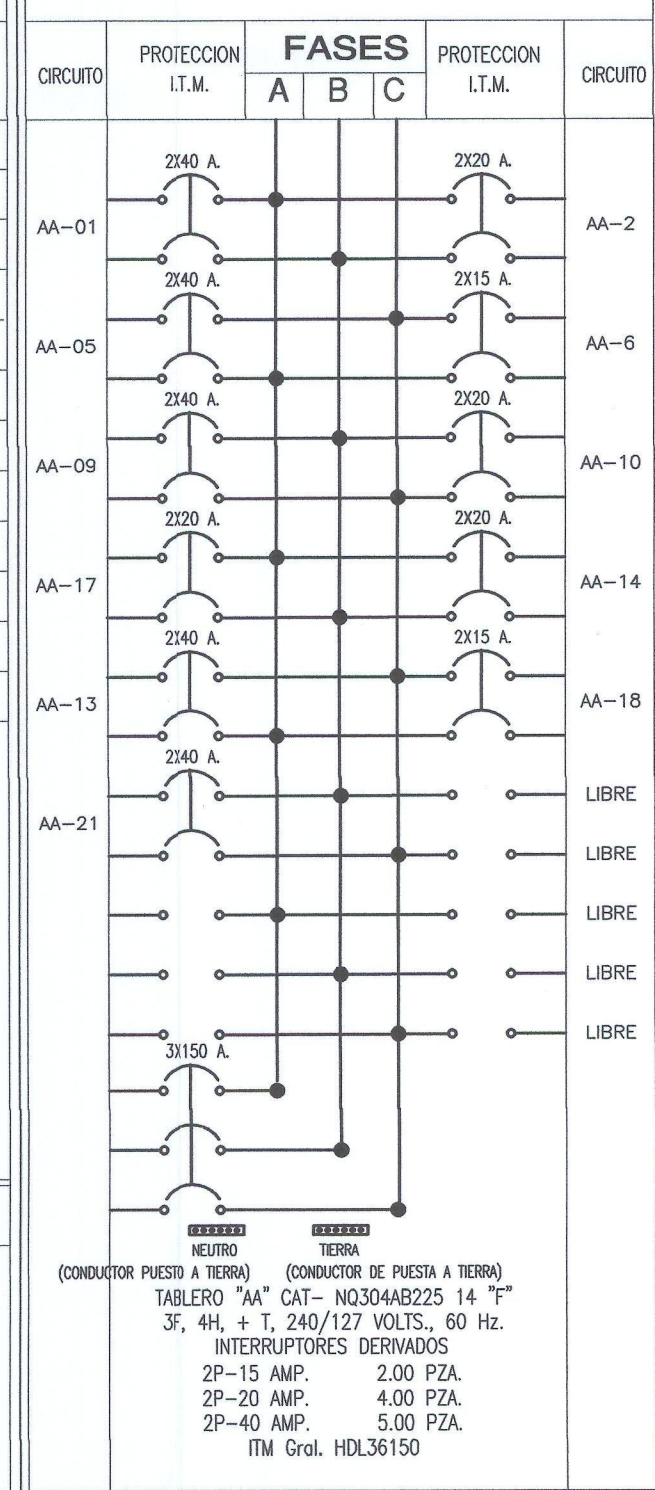 CIRCUITO PROTECCION I.T.M. FASES PROTECCION I.T.M. CIRCUITO
A B C
2X40 A. 2X20 A.
AA-01 AA-2
2X40 A. 2X15 A.
AA-05 AA-6
2X40 A. 2X20 A.
AA-09 AA-10
2X20 A. 2X20 A.
AA-17 AA-14
2X40 A. 2X15 A.
AA-13 AA-18
2X40 A.
LIBRE
AA-21
LIBRE
LIBRE
LIBRE
LIBRE
3X150 A.
NEUTRO TIERRA
(CONDUCTOR PUESTO A TIERRA) (CONDUCTOR DE PUESTA A TIERRA)
TABLERO "AA" CAT- NQ304AB225 14 "F"
3F, 4H, + T, 240/127 VOLTS., 60 Hz.
INTERRUPTORES DERIVADOS
2P-15 AMP. 2.00 PZA.
2P-20 AMP. 4.00 PZA.
2P-40 AMP. 5.00 PZA.
ITM Gral. HDL36150